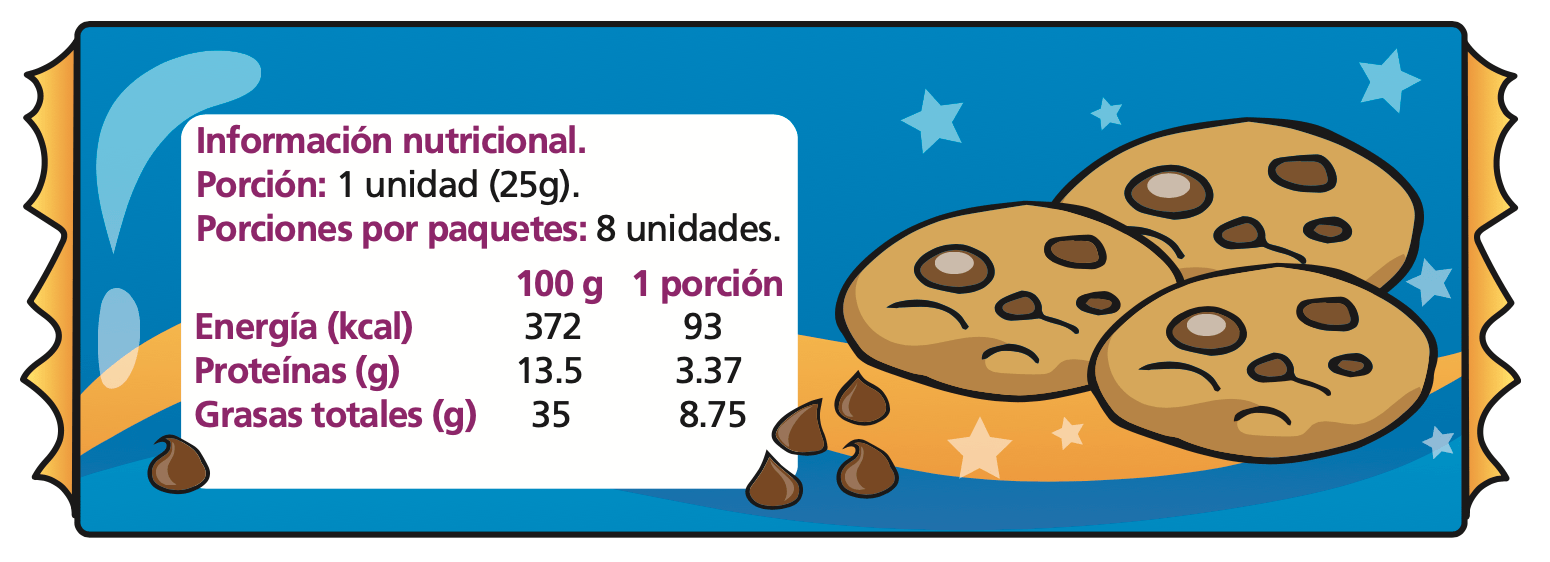 Información nutricional.
Porción: 1 unidad (25g).
Porciones por paquetes: 8 unidades.
100 g 1 porción
Energía (kcal) 372 93
Proteínas (g) 13.5 3.37
Grasas totales (g) 35 8.75